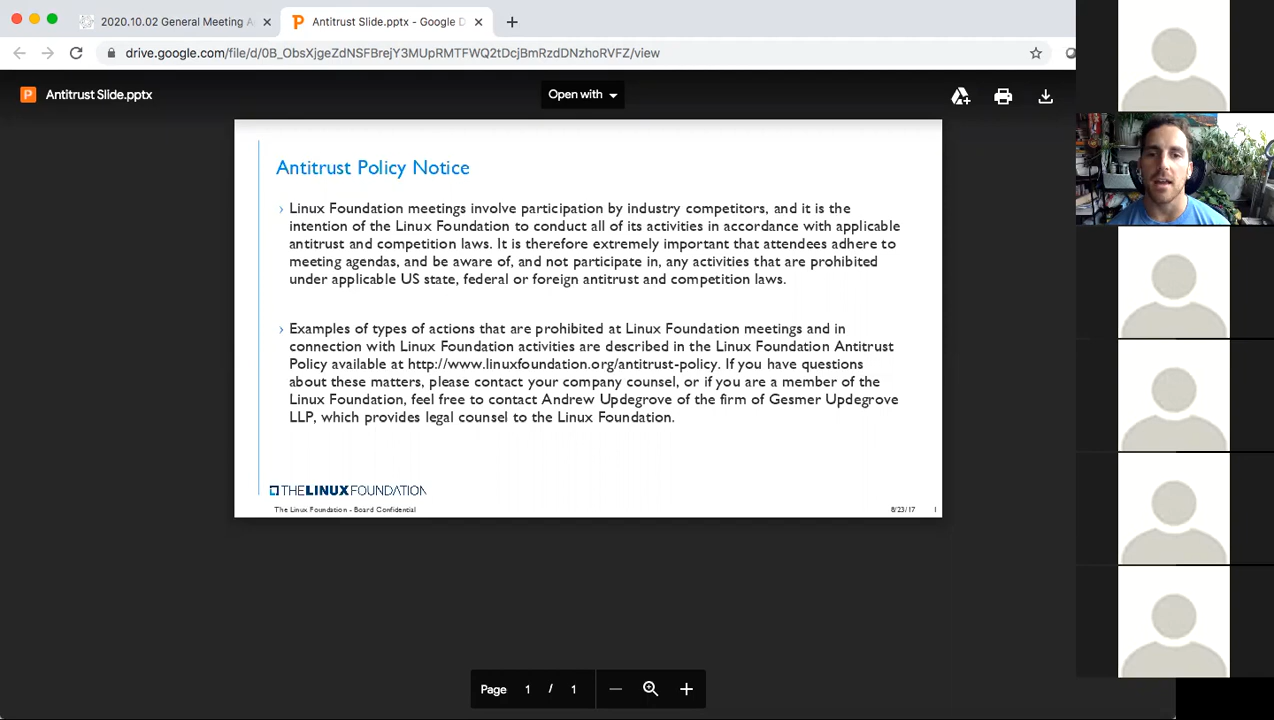 2020.10.02 General Meeting A
Antitrust Slide.pptx - Google D
drive.google.com/file/d/0B_ObsXjgeZdNSFBrejY3MUpRMTFWQ2tDcjBmRzdDNzhoRVFZ/view
Antitrust Slide.pptx
Open with
Antitrust Policy Notice
› Linux Foundation meetings involve participation by industry competitors, and it is the
intention of the Linux Foundation to conduct all of its activities in accordance with applicable
antitrust and competition laws. It is therefore extremely important that attendees adhere to
meeting agendas, and be aware of, and not participate in, any activities that are prohibited
under applicable US state, federal or foreign antitrust and competition laws.
› Examples of types of actions that are prohibited at Linux Foundation meetings and in
connection with Linux Foundation activities are described in the Linux Foundation Antitrust
Policy available at http://www.linuxfoundation.org/antitrust-policy. If you have questions
about these matters, please contact your company counsel, or if you are a member of the
Linux Foundation, feel free to contact Andrew Updegrove of the firm of Gesmer Updegrove
LLP, which provides legal counsel to the Linux Foundation.
THE LINUX FOUNDATION
The Linux Foundation - Board Confidential
8/23/17 1
Page 1 / 1